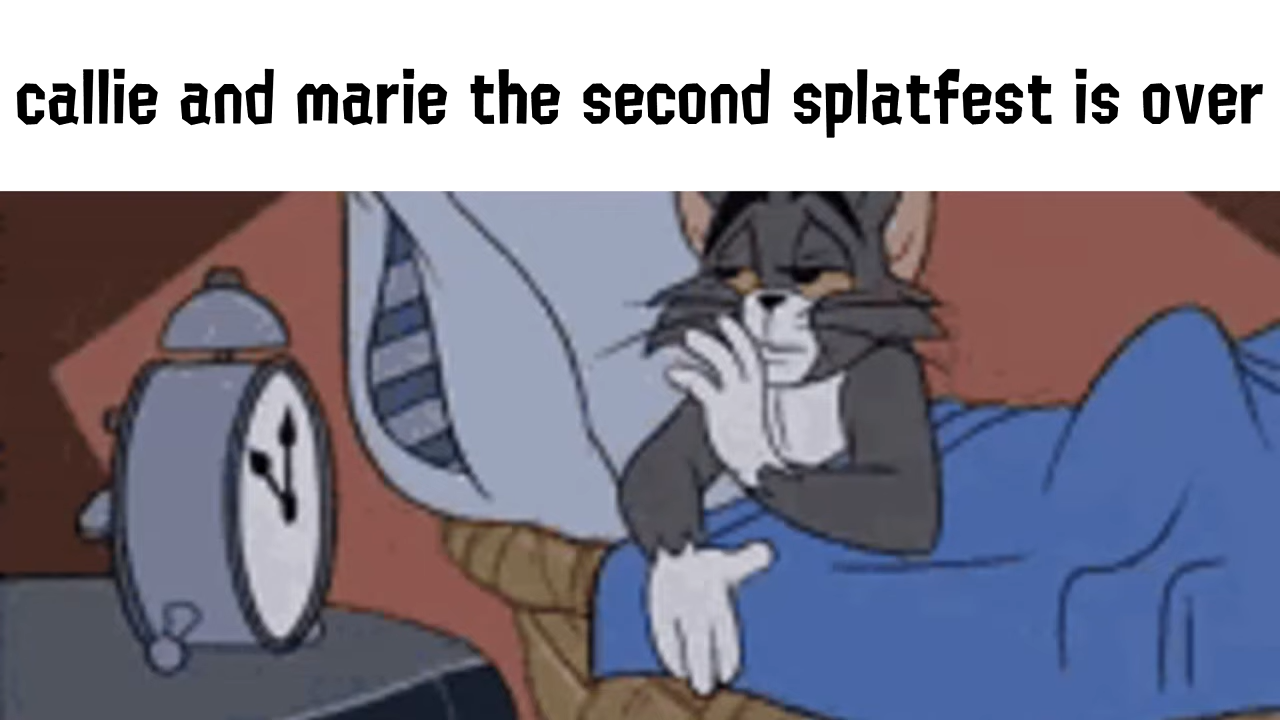 callie and marie the second splatfest is over